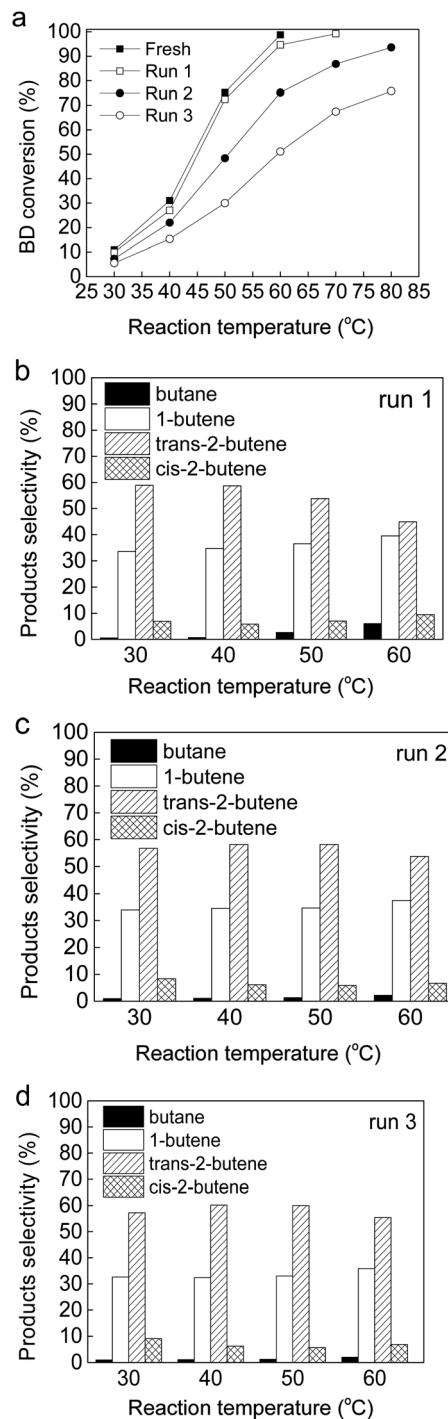 a
100
90
80
70
60
50
40
30
20
10
0
BD conversion (%)
Fresh
Run 1
Run 2
Run 3
25 30 35 40 45 50 55 60 65 70 75 80 85
Reaction temperature (°C)
b
100
90
80
70
60
50
40
30
20
10
0
Products selectivity (%)
butane
1-butene
trans-2-butene
cis-2-butene
run 1
30 40 50 60
Reaction temperature (°C)
c
100
90
80
70
60
50
40
30
20
10
0
Products selectivity (%)
butane
1-butene
trans-2-butene
cis-2-butene
run 2
30 40 50 60
Reaction temperature (°C)
d
100
90
80
70
60
50
40
30
20
10
0
Products selectivity (%)
butane
1-butene
trans-2-butene
cis-2-butene
run 3
30 40 50 60
Reaction temperature (°C)